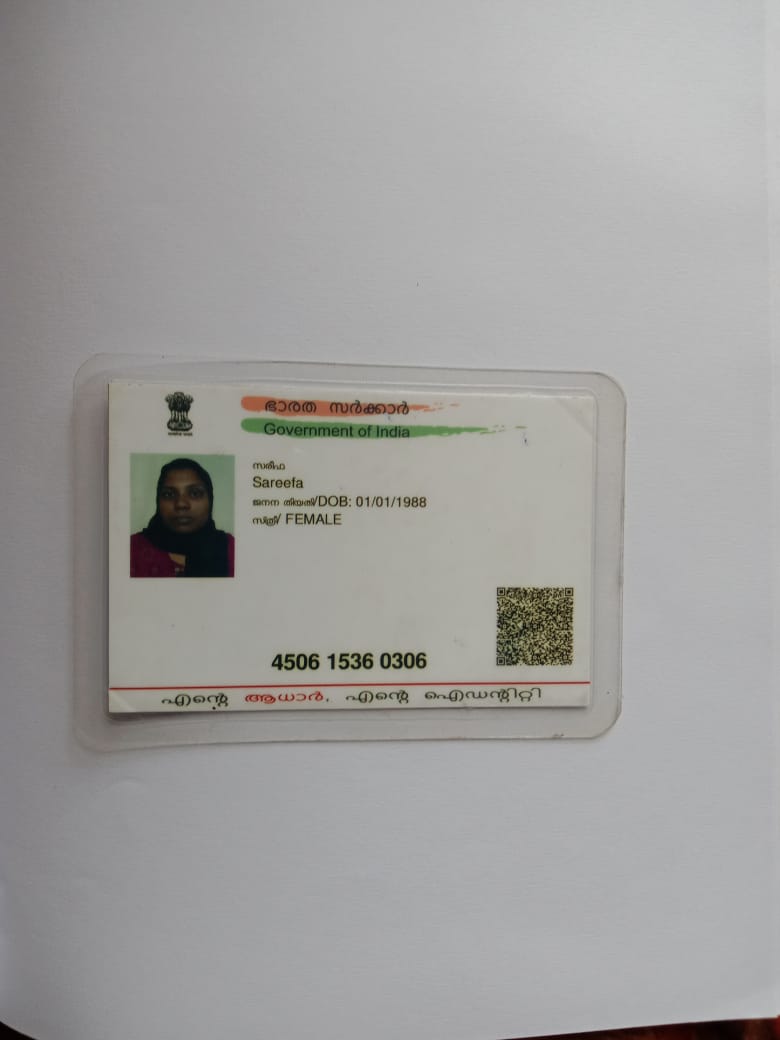 ഭാരത സർക്കാർ
Government of India
സരീഫ
Sareefa
ജനന തിയതി/DOB: 01/01/1988
സ്ത്രീ/ FEMALE
4506 1536 0306
എന്റെ ആധാർ, എന്റെ ഐഡന്റിറ്റി